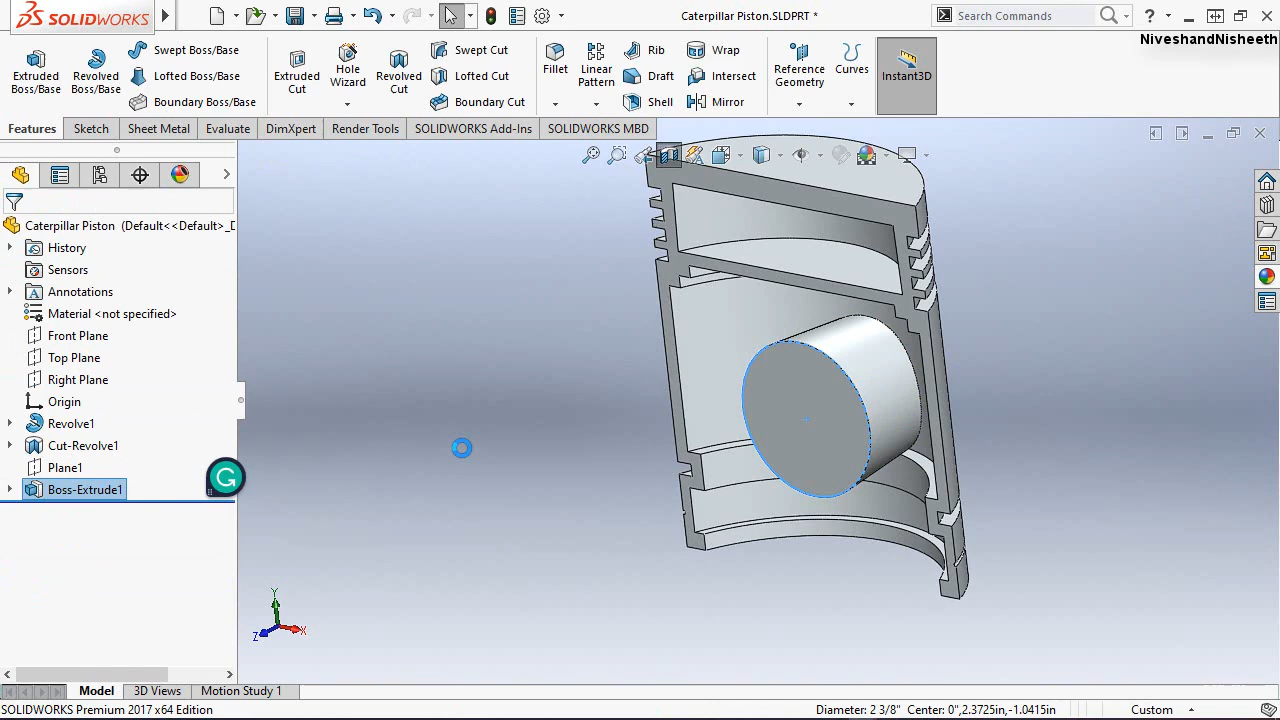 SOLIDWORKS
Caterpillar Piston.SLDPRT *
Search Commands
NiveshandNisheeth
Extruded Boss/Base
Revolved Boss/Base
Swept Boss/Base
Lofted Boss/Base
Boundary Boss/Base
Extruded Cut
Hole Wizard
Revolved Cut
Swept Cut
Lofted Cut
Boundary Cut
Fillet
Linear Pattern
Rib
Draft
Shell
Wrap
Intersect
Mirror
Reference Geometry
Curves
Instant3D
Features
Sketch
Sheet Metal
Evaluate
DimXpert
Render Tools
SOLIDWORKS Add-Ins
SOLIDWORKS MBD
Caterpillar Piston (Default<<Default>_D
History
Sensors
Annotations
Material <not specified>
Front Plane
Top Plane
Right Plane
Origin
Revolve1
Cut-Revolve1
Plane1
Boss-Extrude1
Y
Z
X
Model
3D Views
Motion Study 1
SOLIDWORKS Premium 2017 x64 Edition
Diameter: 2 3/8" Center: 0",2.3725in,-1.0415in
Custom